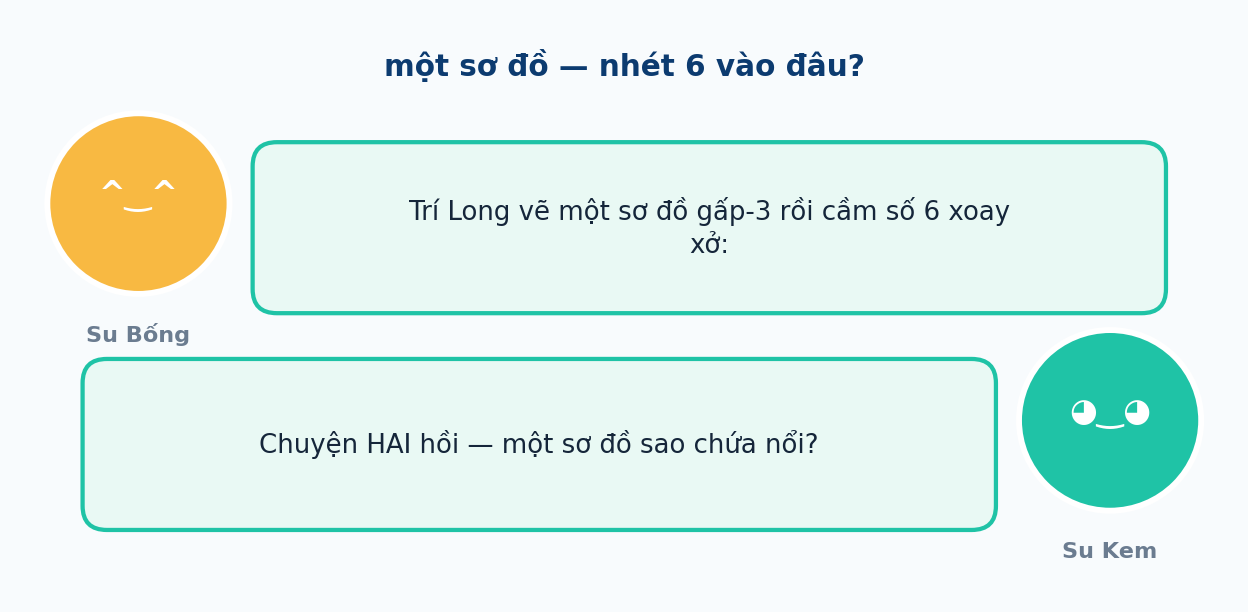 một sơ đồ — nhét 6 vào đâu?
Trí Long vẽ một sơ đồ gấp-3 rồi cầm số 6 xoay
xở:
Su Bống
Chuyện HAI hồi — một sơ đồ sao chứa nổi?
Su Kem